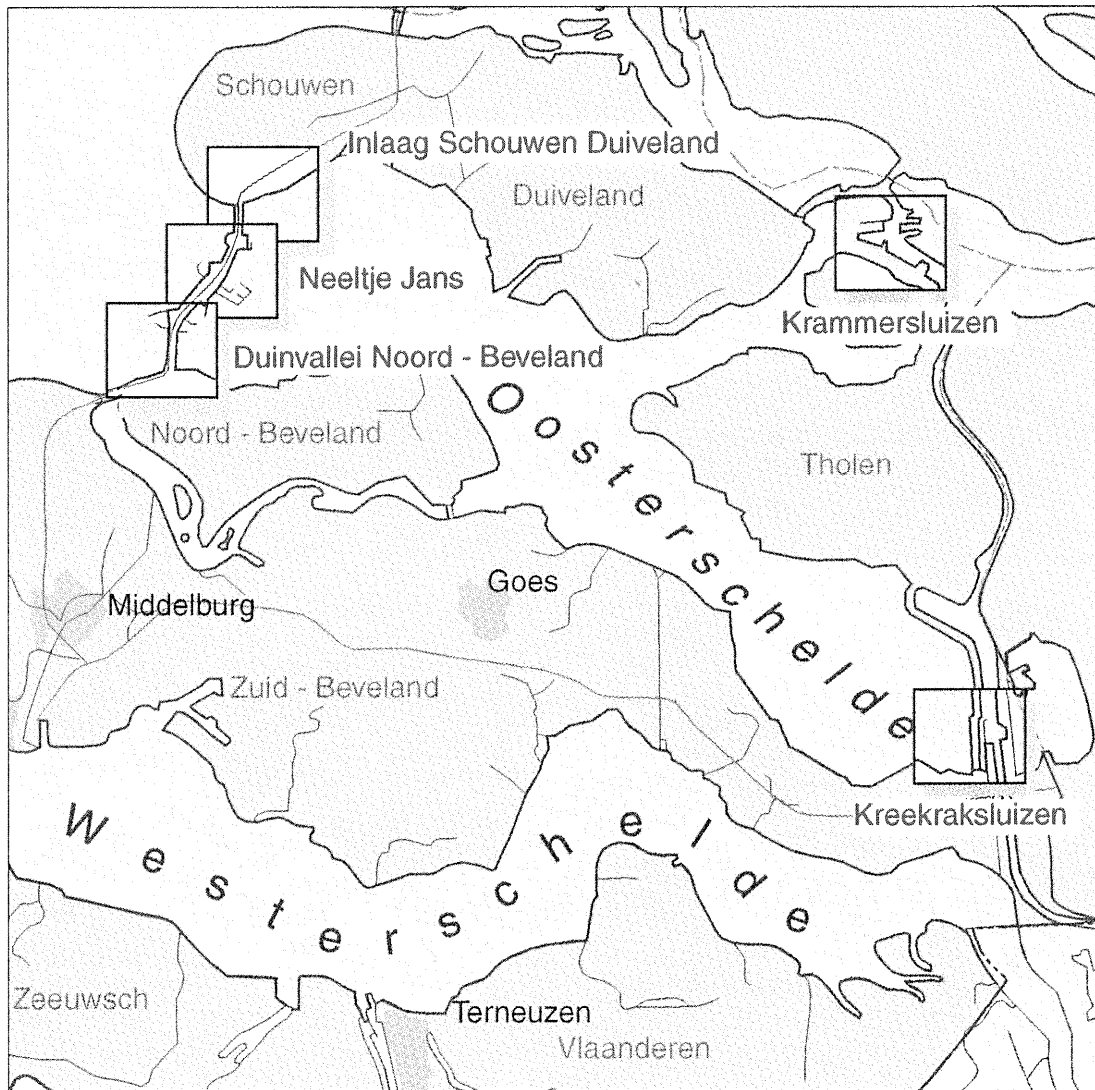 Schouwen
Inlaag Schouwen Duiveland
Duiveland
Neeltje Jans
Krammersluizen
Duinvallei Noord - Beveland
Oosterschelde
Noord - Beveland
Tholen
Goes
Middelburg
Zuid - Beveland
Kreekraksluizen
Westerschelde
Zeeuwsch
Terneuzen
Vlaanderen